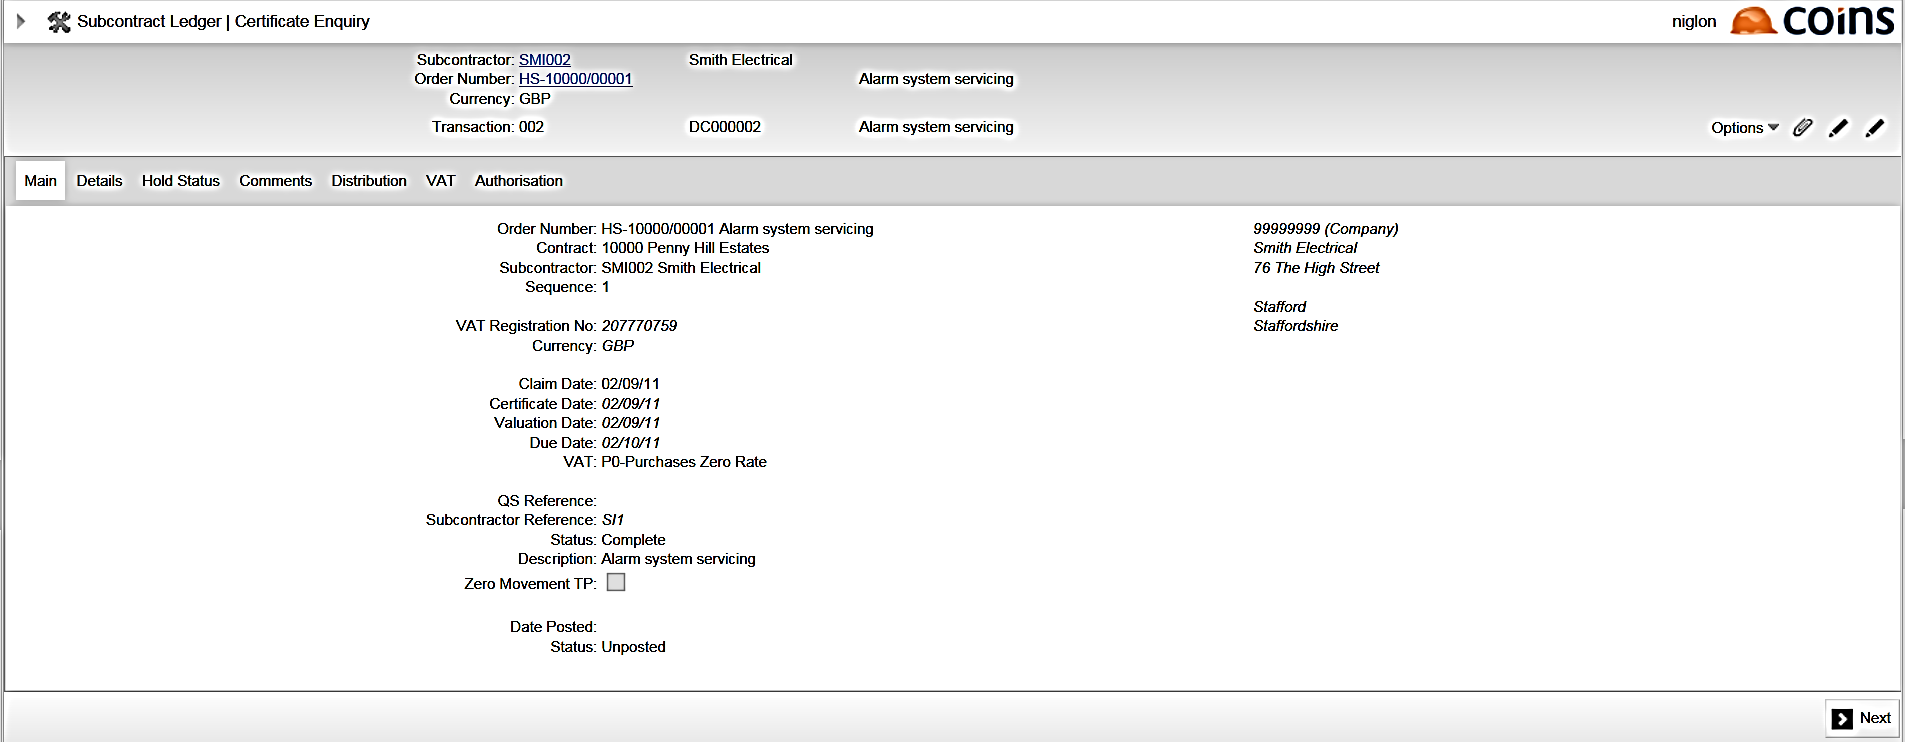 Subcontract Ledger | Certificate Enquiry
niglon coins
Subcontractor: SMI002 Smith Electrical
Order Number: HS-10000/00001 Alarm system servicing
Currency: GBP
Transaction: 002 DC000002 Alarm system servicing
Options
Main Details Hold Status Comments Distribution VAT Authorisation
Order Number: HS-10000/00001 Alarm system servicing
Contract: 10000 Penny Hill Estates
Subcontractor: SMI002 Smith Electrical
Sequence: 1
VAT Registration No: 207770759
Currency: GBP
Claim Date: 02/09/11
Certificate Date: 02/09/11
Valuation Date: 02/09/11
Due Date: 02/10/11
VAT: P0-Purchases Zero Rate
QS Reference:
Subcontractor Reference: SI1
Status: Complete
Description: Alarm system servicing
Zero Movement TP:
Date Posted:
Status: Unposted
99999999 (Company)
Smith Electrical
76 The High Street
Stafford
Staffordshire
Next